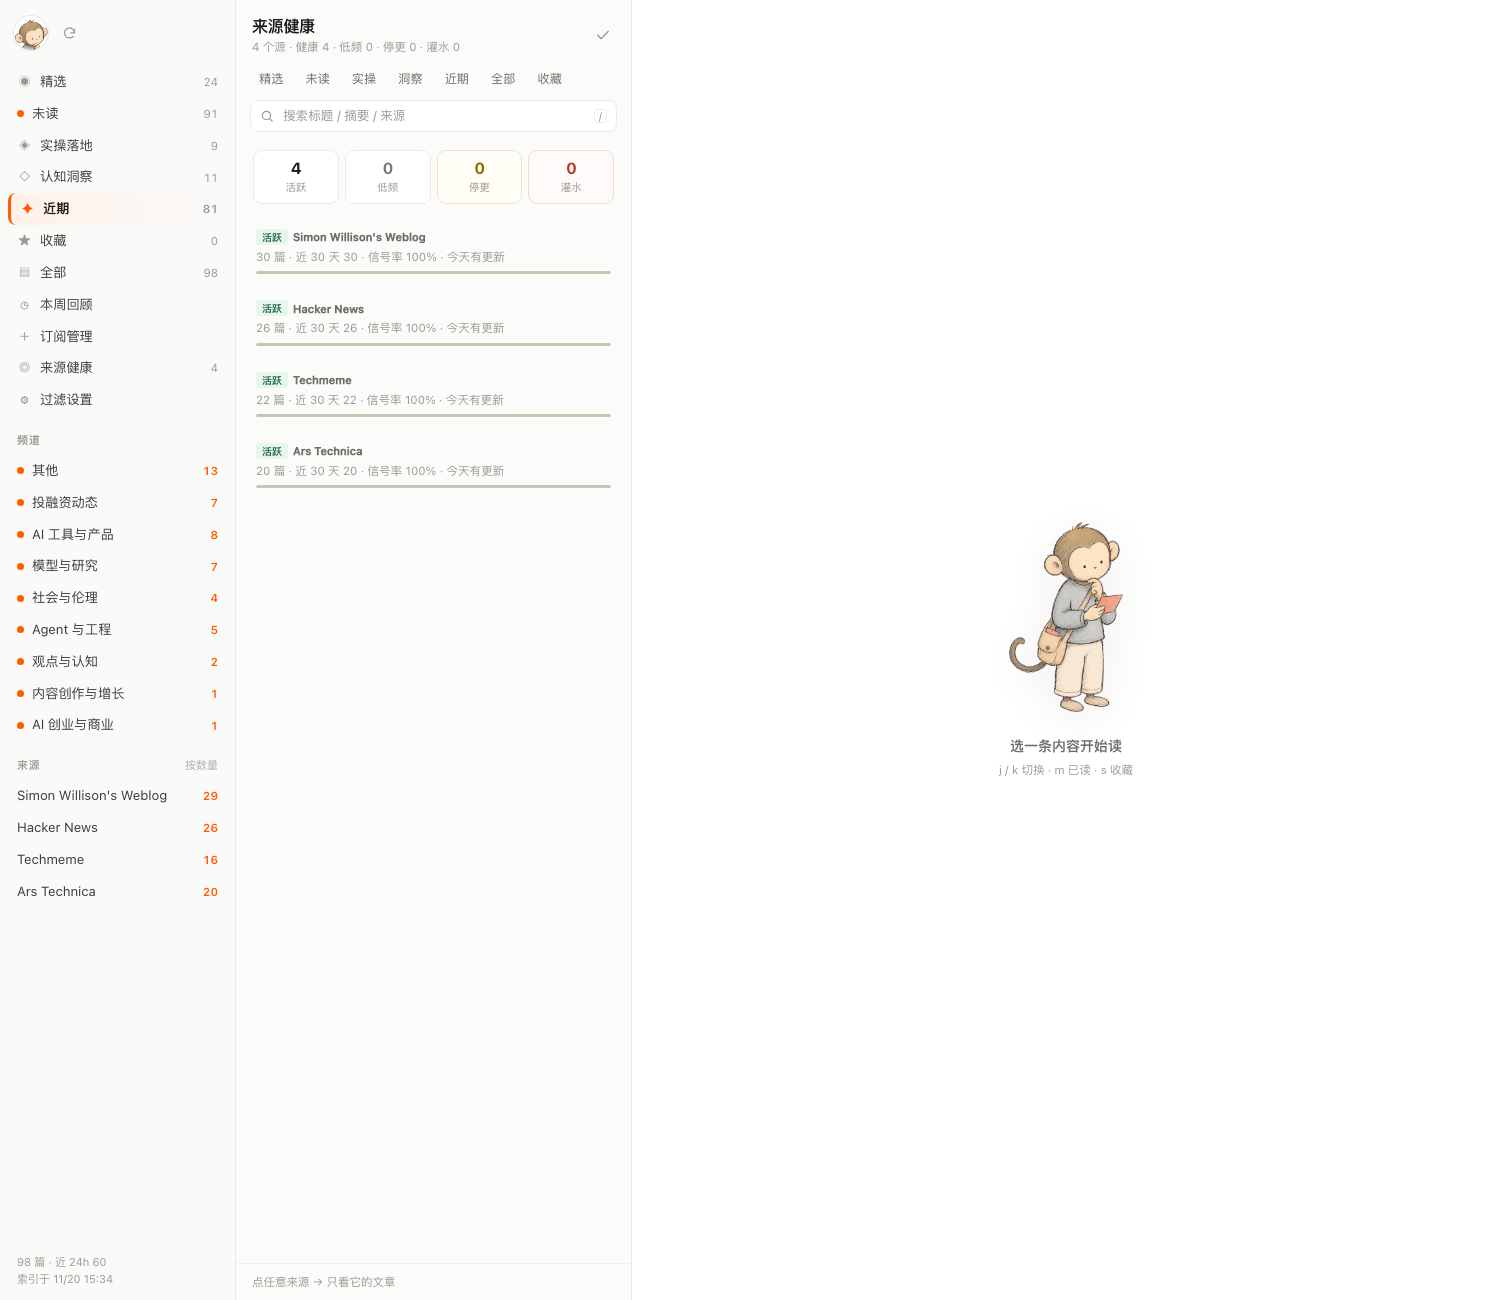 精选 24
未读 91
实操落地 9
认知洞察 11
近期 81
收藏 0
全部 98
本周回顾
订阅管理
来源健康 4
过滤设置
频道
其他 13
投融资动态 7
AI 工具与产品 8
模型与研究 7
社会与伦理 4
Agent 与工程 5
观点与认知 2
内容创作与增长 1
AI 创业与商业 1
来源 按数量
Simon Willison's Weblog 29
Hacker News 26
Techmeme 16
Ars Technica 20
98 篇 · 近 24h 60
索引于 11/20 15:34
来源健康
4 个源 · 健康 4 · 低频 0 · 停更 0 · 灌水 0
精选 未读 实操 洞察 近期 全部 收藏
搜索标题 / 摘要 / 来源 /
4 0 0 0
活跃 低频 停更 灌水
活跃 Simon Willison's Weblog
30 篇 · 近 30 天 30 · 信号率 100% · 今天有更新
活跃 Hacker News
26 篇 · 近 30 天 26 · 信号率 100% · 今天有更新
活跃 Techmeme
22 篇 · 近 30 天 22 · 信号率 100% · 今天有更新
活跃 Ars Technica
20 篇 · 近 30 天 20 · 信号率 100% · 今天有更新
点任意来源 → 只看它的文章
选一条内容开始读
j / k 切换 · m 已读 · s 收藏